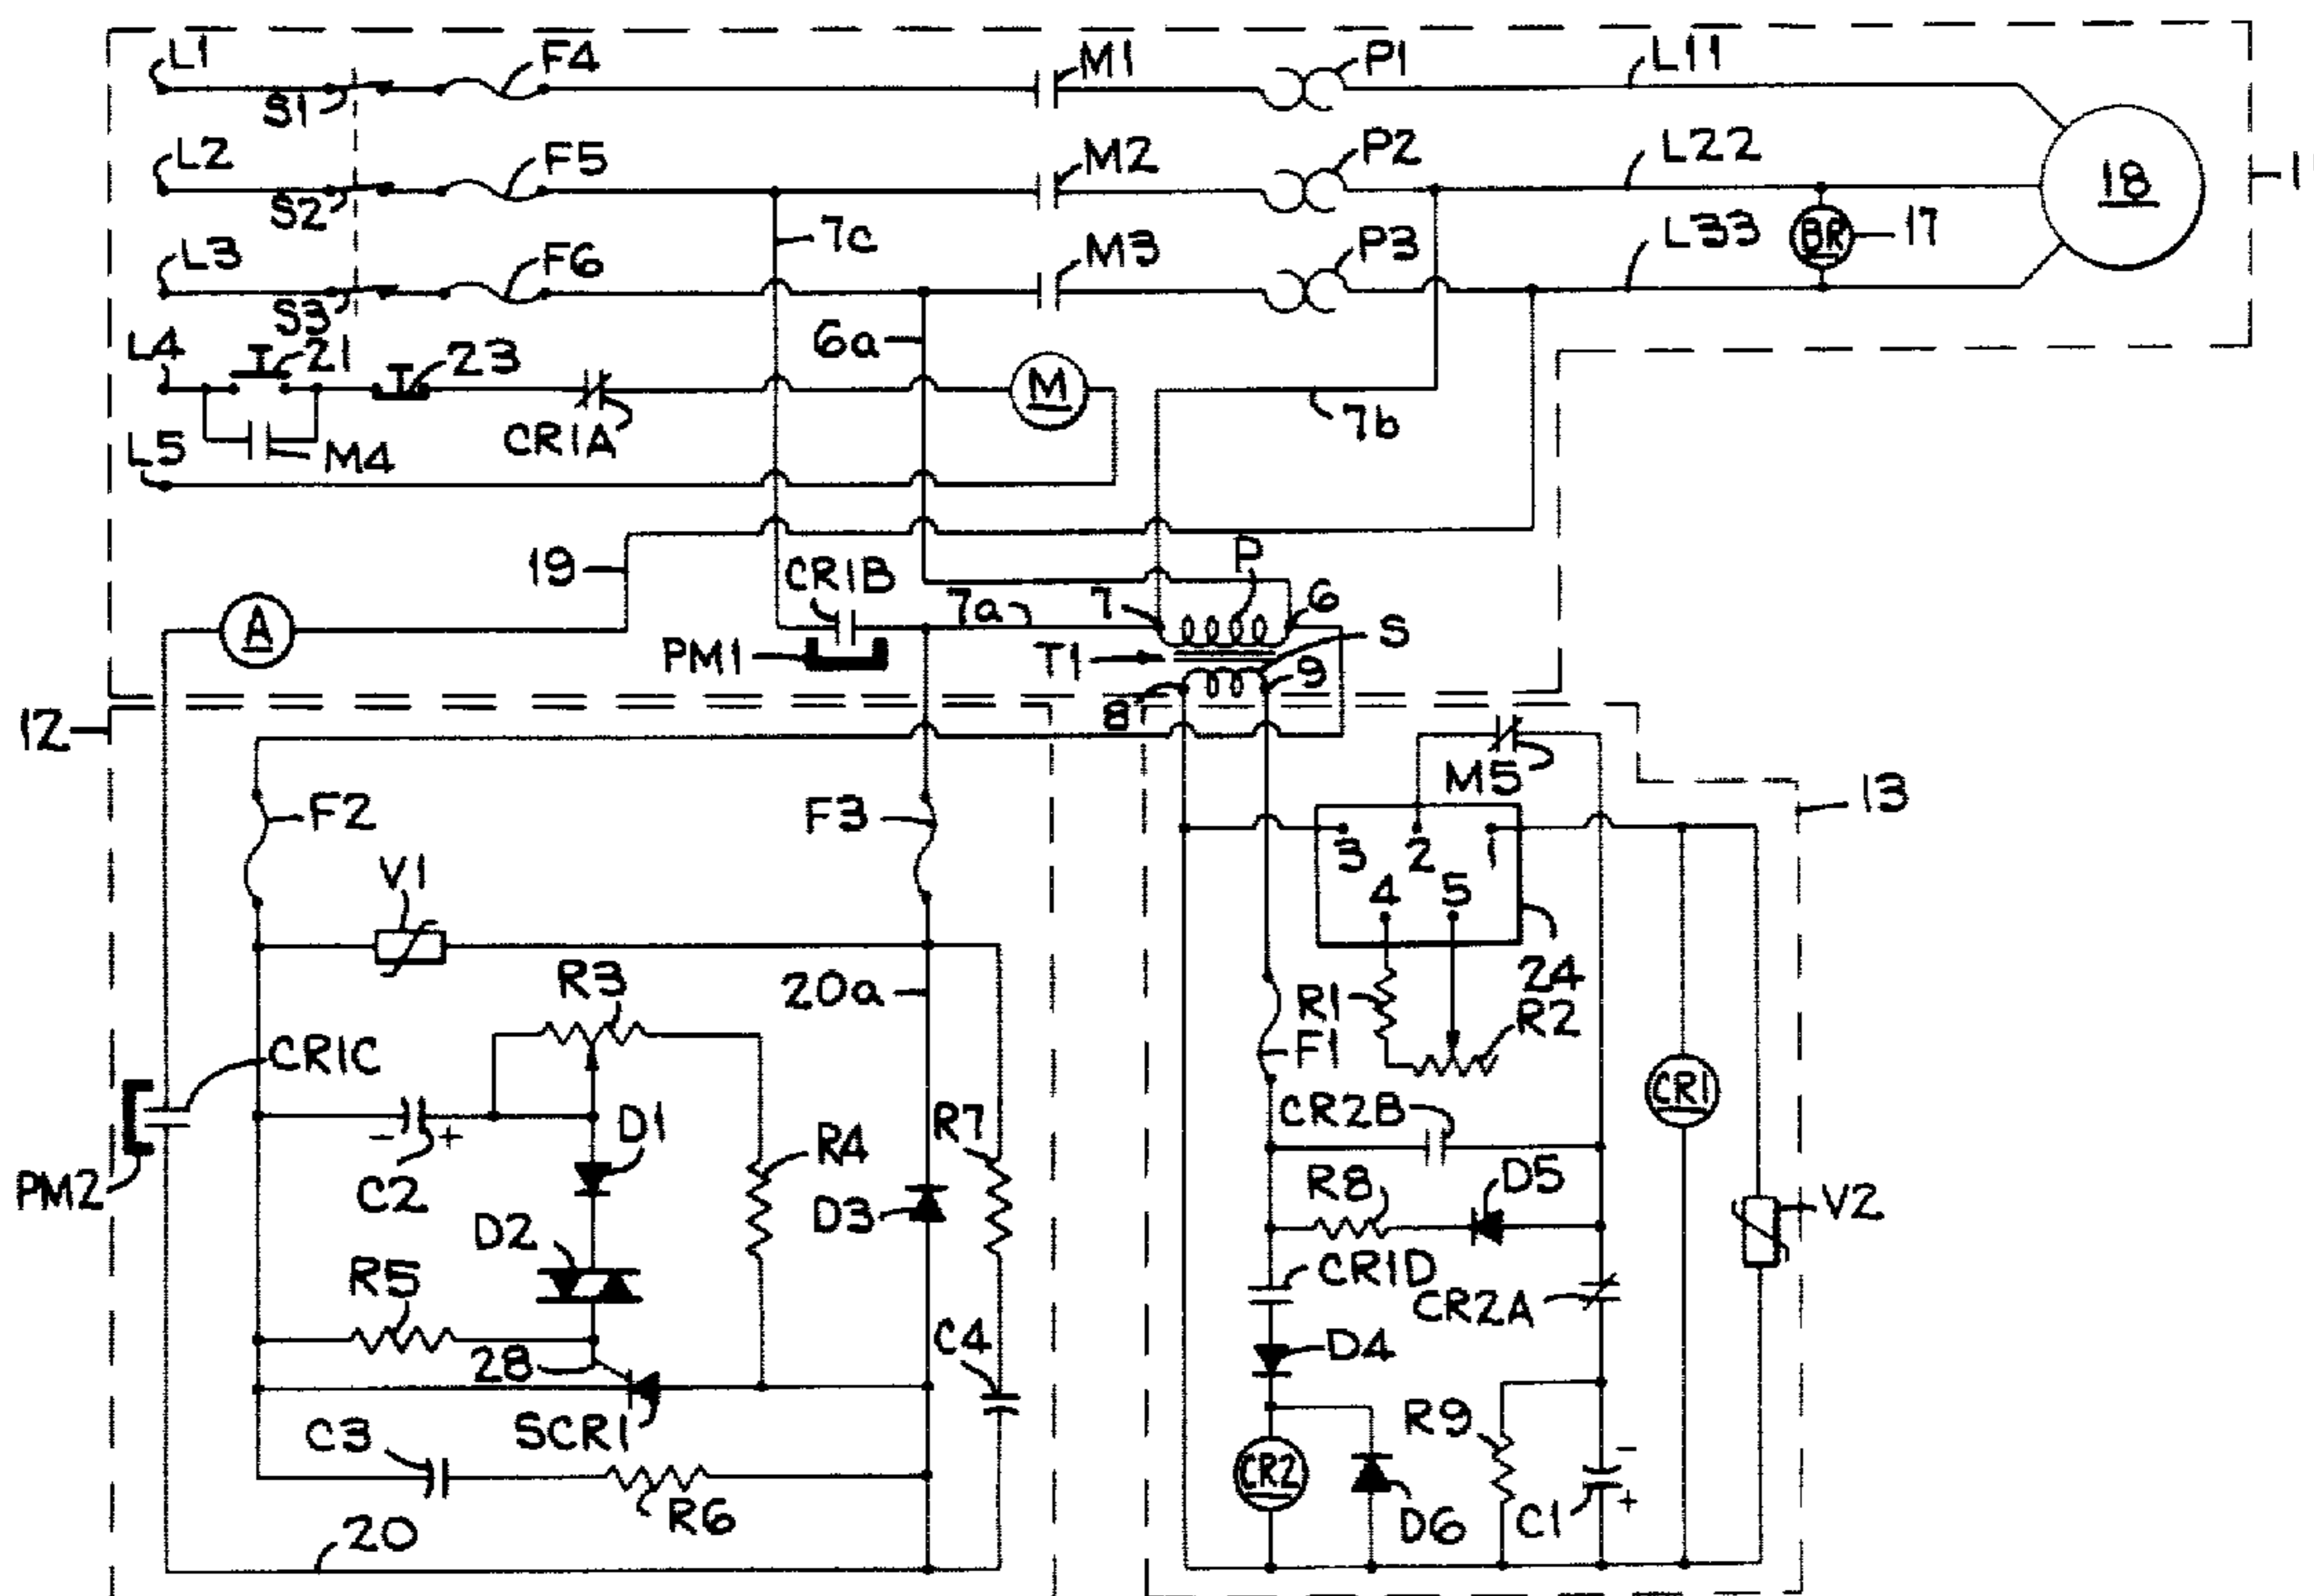 L1
S1
F4
M1
P1
L11
L2
S2
F5
M2
P2
L22
18
7c
BR
17
L3
S3
F6
M3
P3
L33
6a
L4
21
23
CR1A
M
7b
L5
M4
19
CR1B
P
A
7a
7
6
PM1
T1
S
8
9
12
M5
13
F2
F3
3
2
1
4
5
V1
24
R3
20a
R1
R2
F1
CR1C
CR1
CR2B
- +
C2
D1
R4
R7
PM2
D3
R8
D5
V2
D2
R5
CR1D
CR2A
28
C4
D4
SCR1
C3
R6
R9
-
CR2
D6
C1
+
20